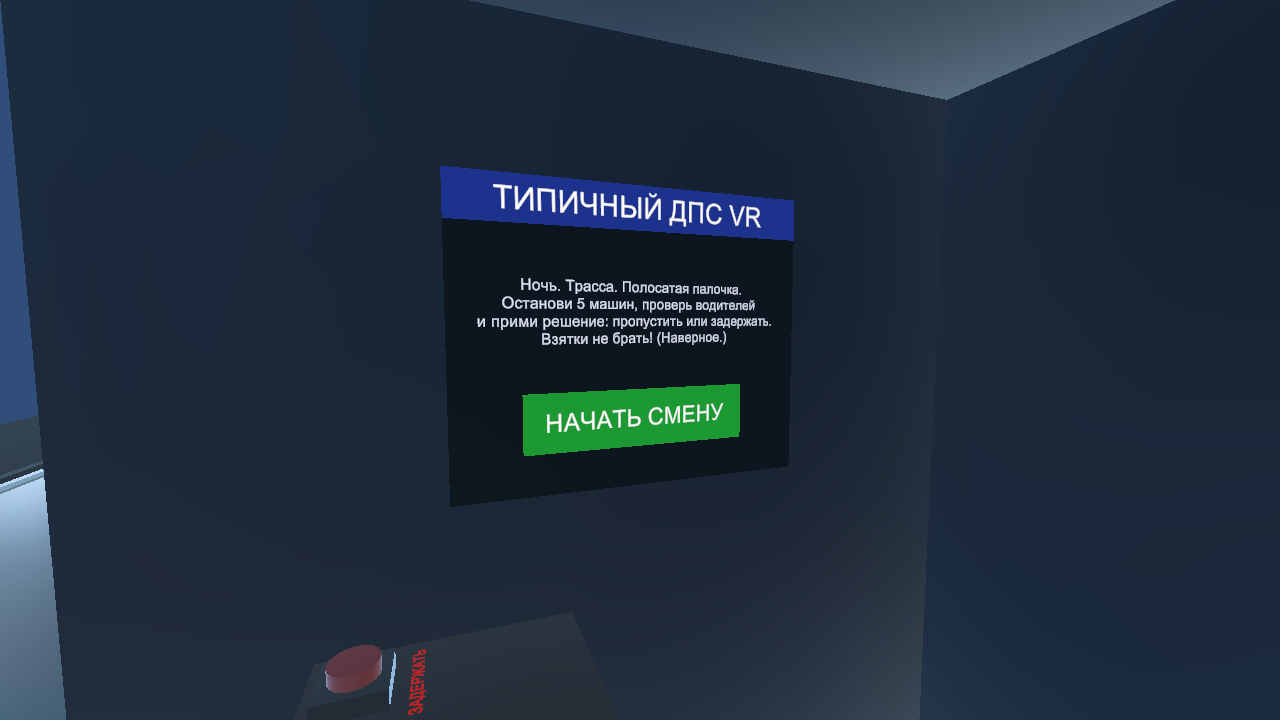 ТИПИЧНЫЙ ДПС VR
Ночь. Трасса. Полосатая палочка.
Останови 5 машин, проверь водителей
и прими решение: пропустить или задержать.
Взятки не брать! (Наверное.)
НАЧАТЬ СМЕНУ
ЗАДЕРЖАТЬ